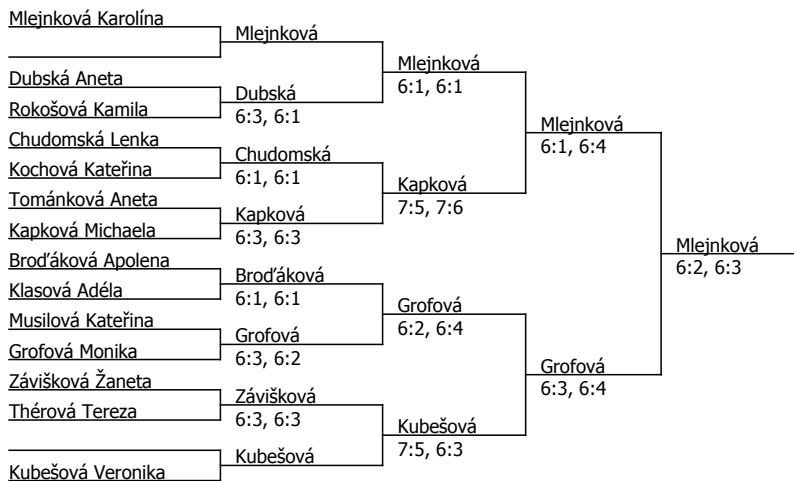 Mlejnková Karolína
Dubská Aneta
Rokošová Kamila
Chudomská Lenka
Kochová Kateřina
Tománková Aneta
Kapková Michaela
Broďáková Apolena
Klasová Adéla
Musilová Kateřina
Grofová Monika
Závišková Žaneta
Thérová Tereza
Kubešová Veronika
Mlejnková
Dubská
6:3, 6:1
Chudomská
6:1, 6:1
Kapková
6:3, 6:3
Broďáková
6:1, 6:1
Grofová
6:3, 6:2
Závišková
6:3, 6:3
Kubešová
Mlejnková
6:1, 6:1
Kapková
7:5, 7:6
Grofová
6:2, 6:4
Kubešová
7:5, 6:3
Mlejnková
6:1, 6:4
Grofová
6:3, 6:4
Mlejnková
6:2, 6:3